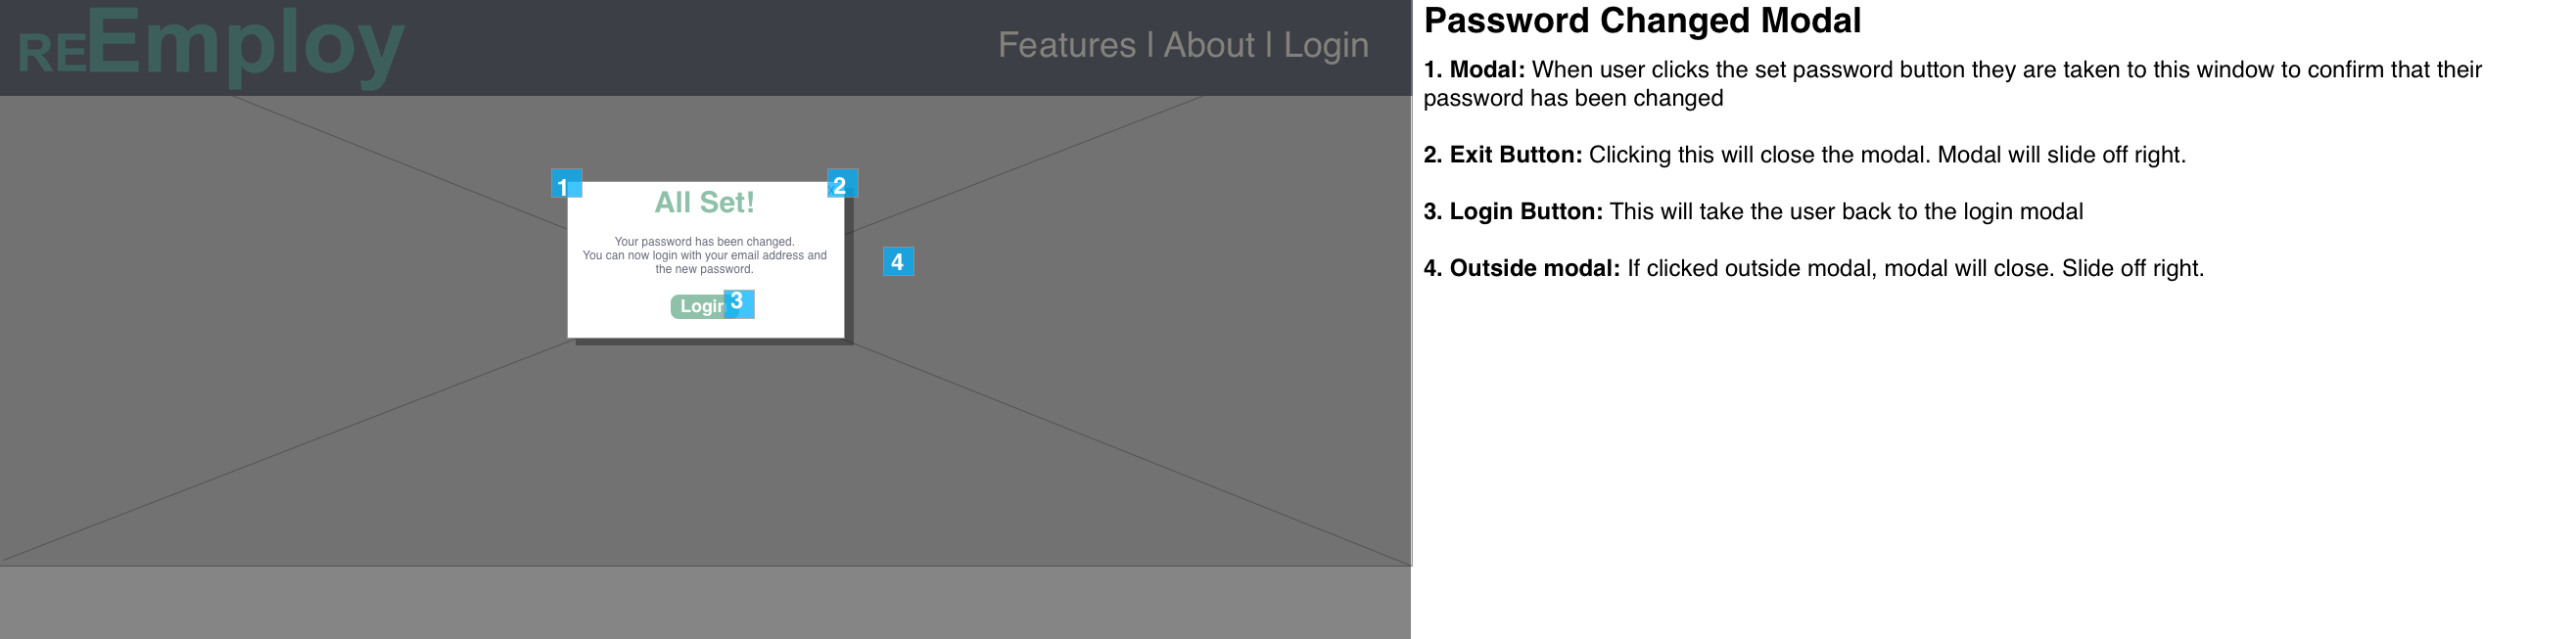 REEmploy
Features | About | Login
1
2
All Set!
Your password has been changed.
You can now login with your email address and
the new password.
4
Login
3
Password Changed Modal
1. Modal: When user clicks the set password button they are taken to this window to confirm that their
password has been changed
2. Exit Button: Clicking this will close the modal. Modal will slide off right.
3. Login Button: This will take the user back to the login modal
4. Outside modal: If clicked outside modal, modal will close. Slide off right.